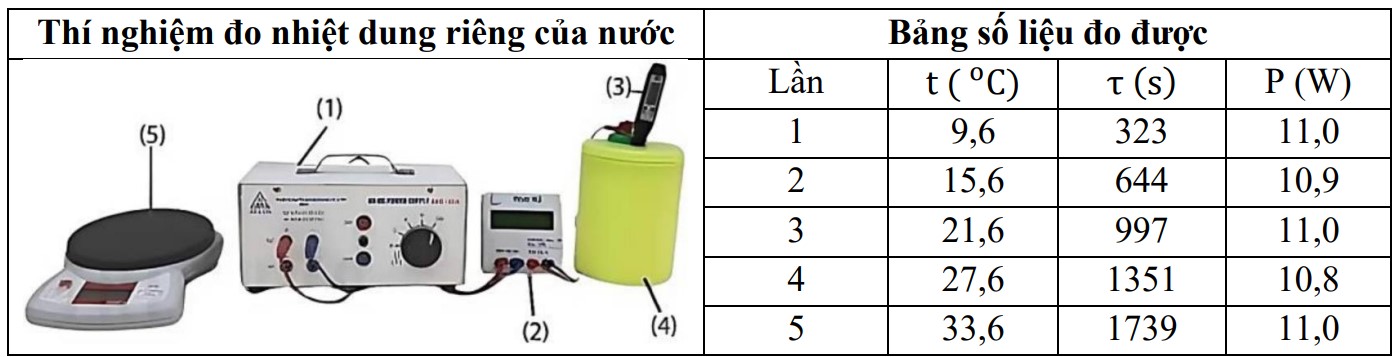 Thí nghiệm đo nhiệt dung riêng của nước
Bảng số liệu đo được
(1)
(2)
(3)
(4)
(5)
Lần t ( °C) τ (s) P (W)
1 9,6 323 11,0
2 15,6 644 10,9
3 21,6 997 11,0
4 27,6 1351 10,8
5 33,6 1739 11,0